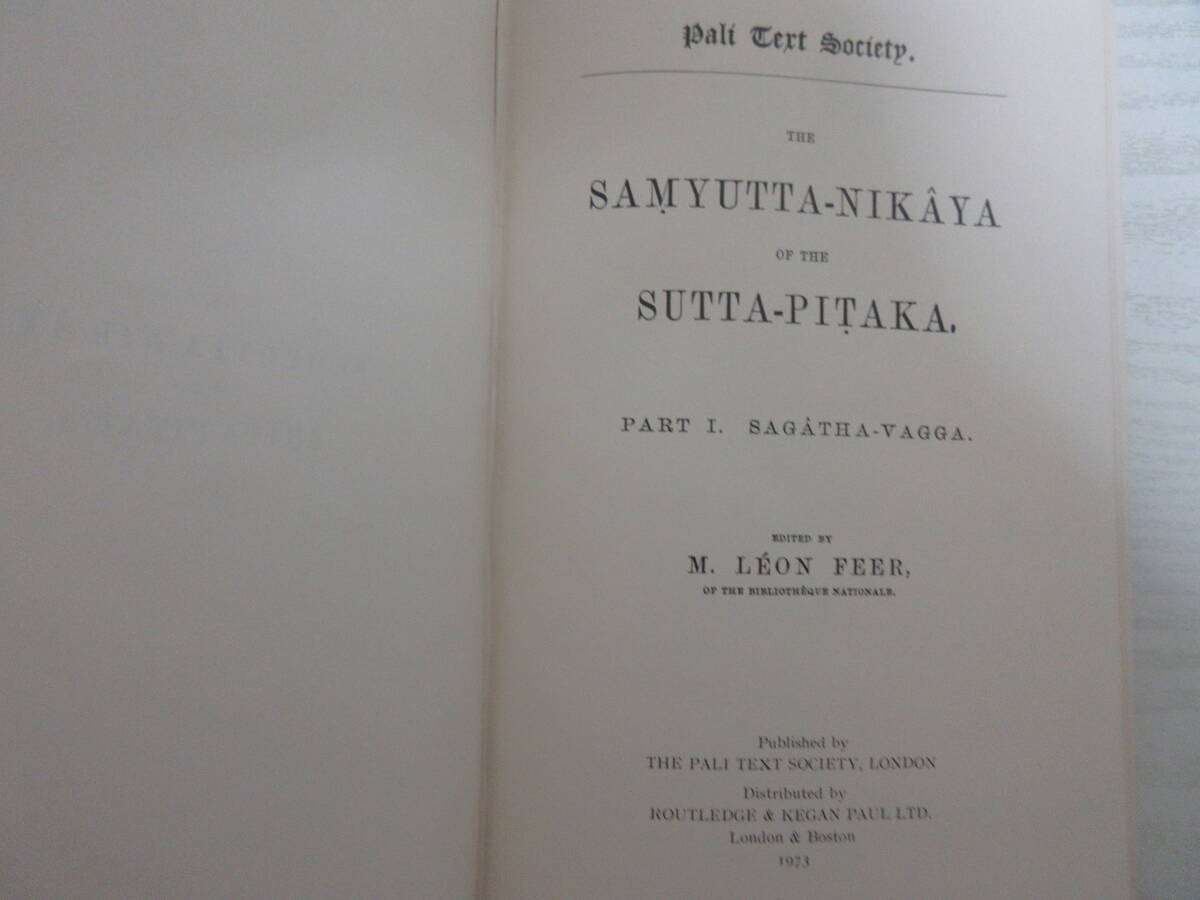 Pali Text Society.
THE
SAṂYUTTA-NIKÂYA
OF THE
SUTTA-PIṬAKA.
PART I. SAGÂTHA-VAGGA.
EDITED BY
M. LÉON FEER,
OF THE BIBLIOTHÈQUE NATIONALE.
Published by
THE PALI TEXT SOCIETY, LONDON
Distributed by
ROUTLEDGE & KEGAN PAUL LTD.
London & Boston
1973